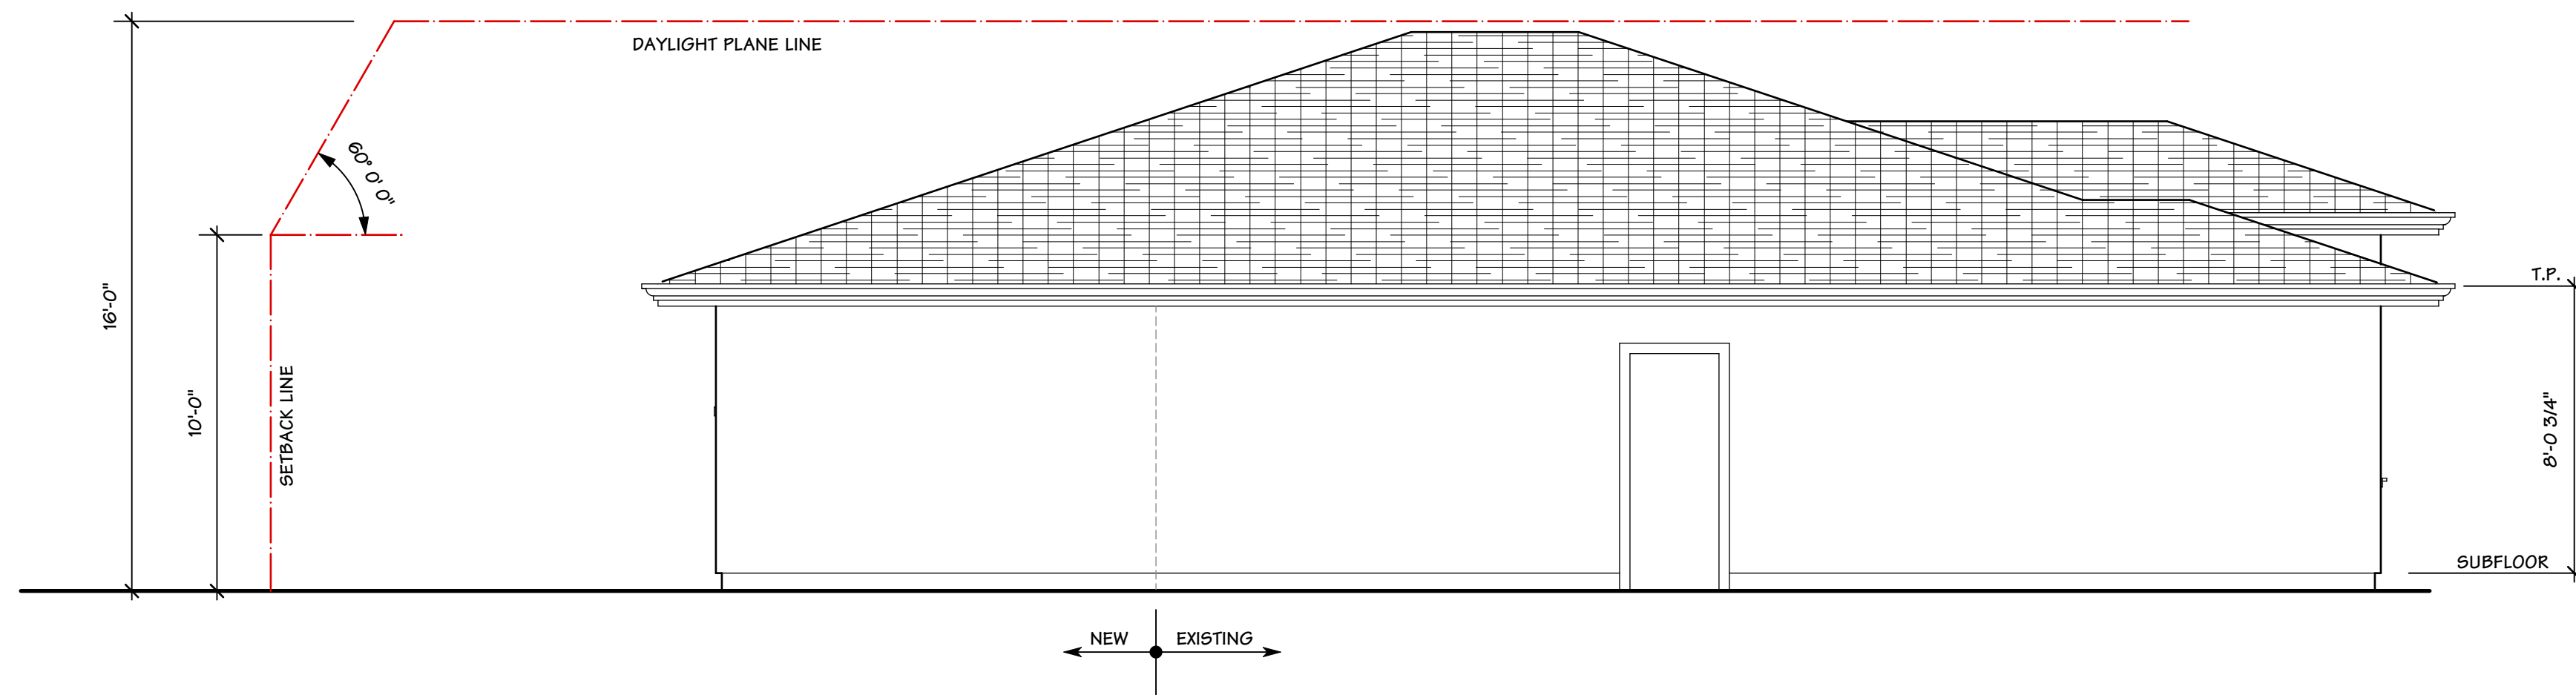 DAYLIGHT PLANE LINE
60° 0' 0"
16'-0"
10'-0"
SETBACK LINE
T.P.
8'-0 3/4"
SUBFLOOR
NEW
EXISTING